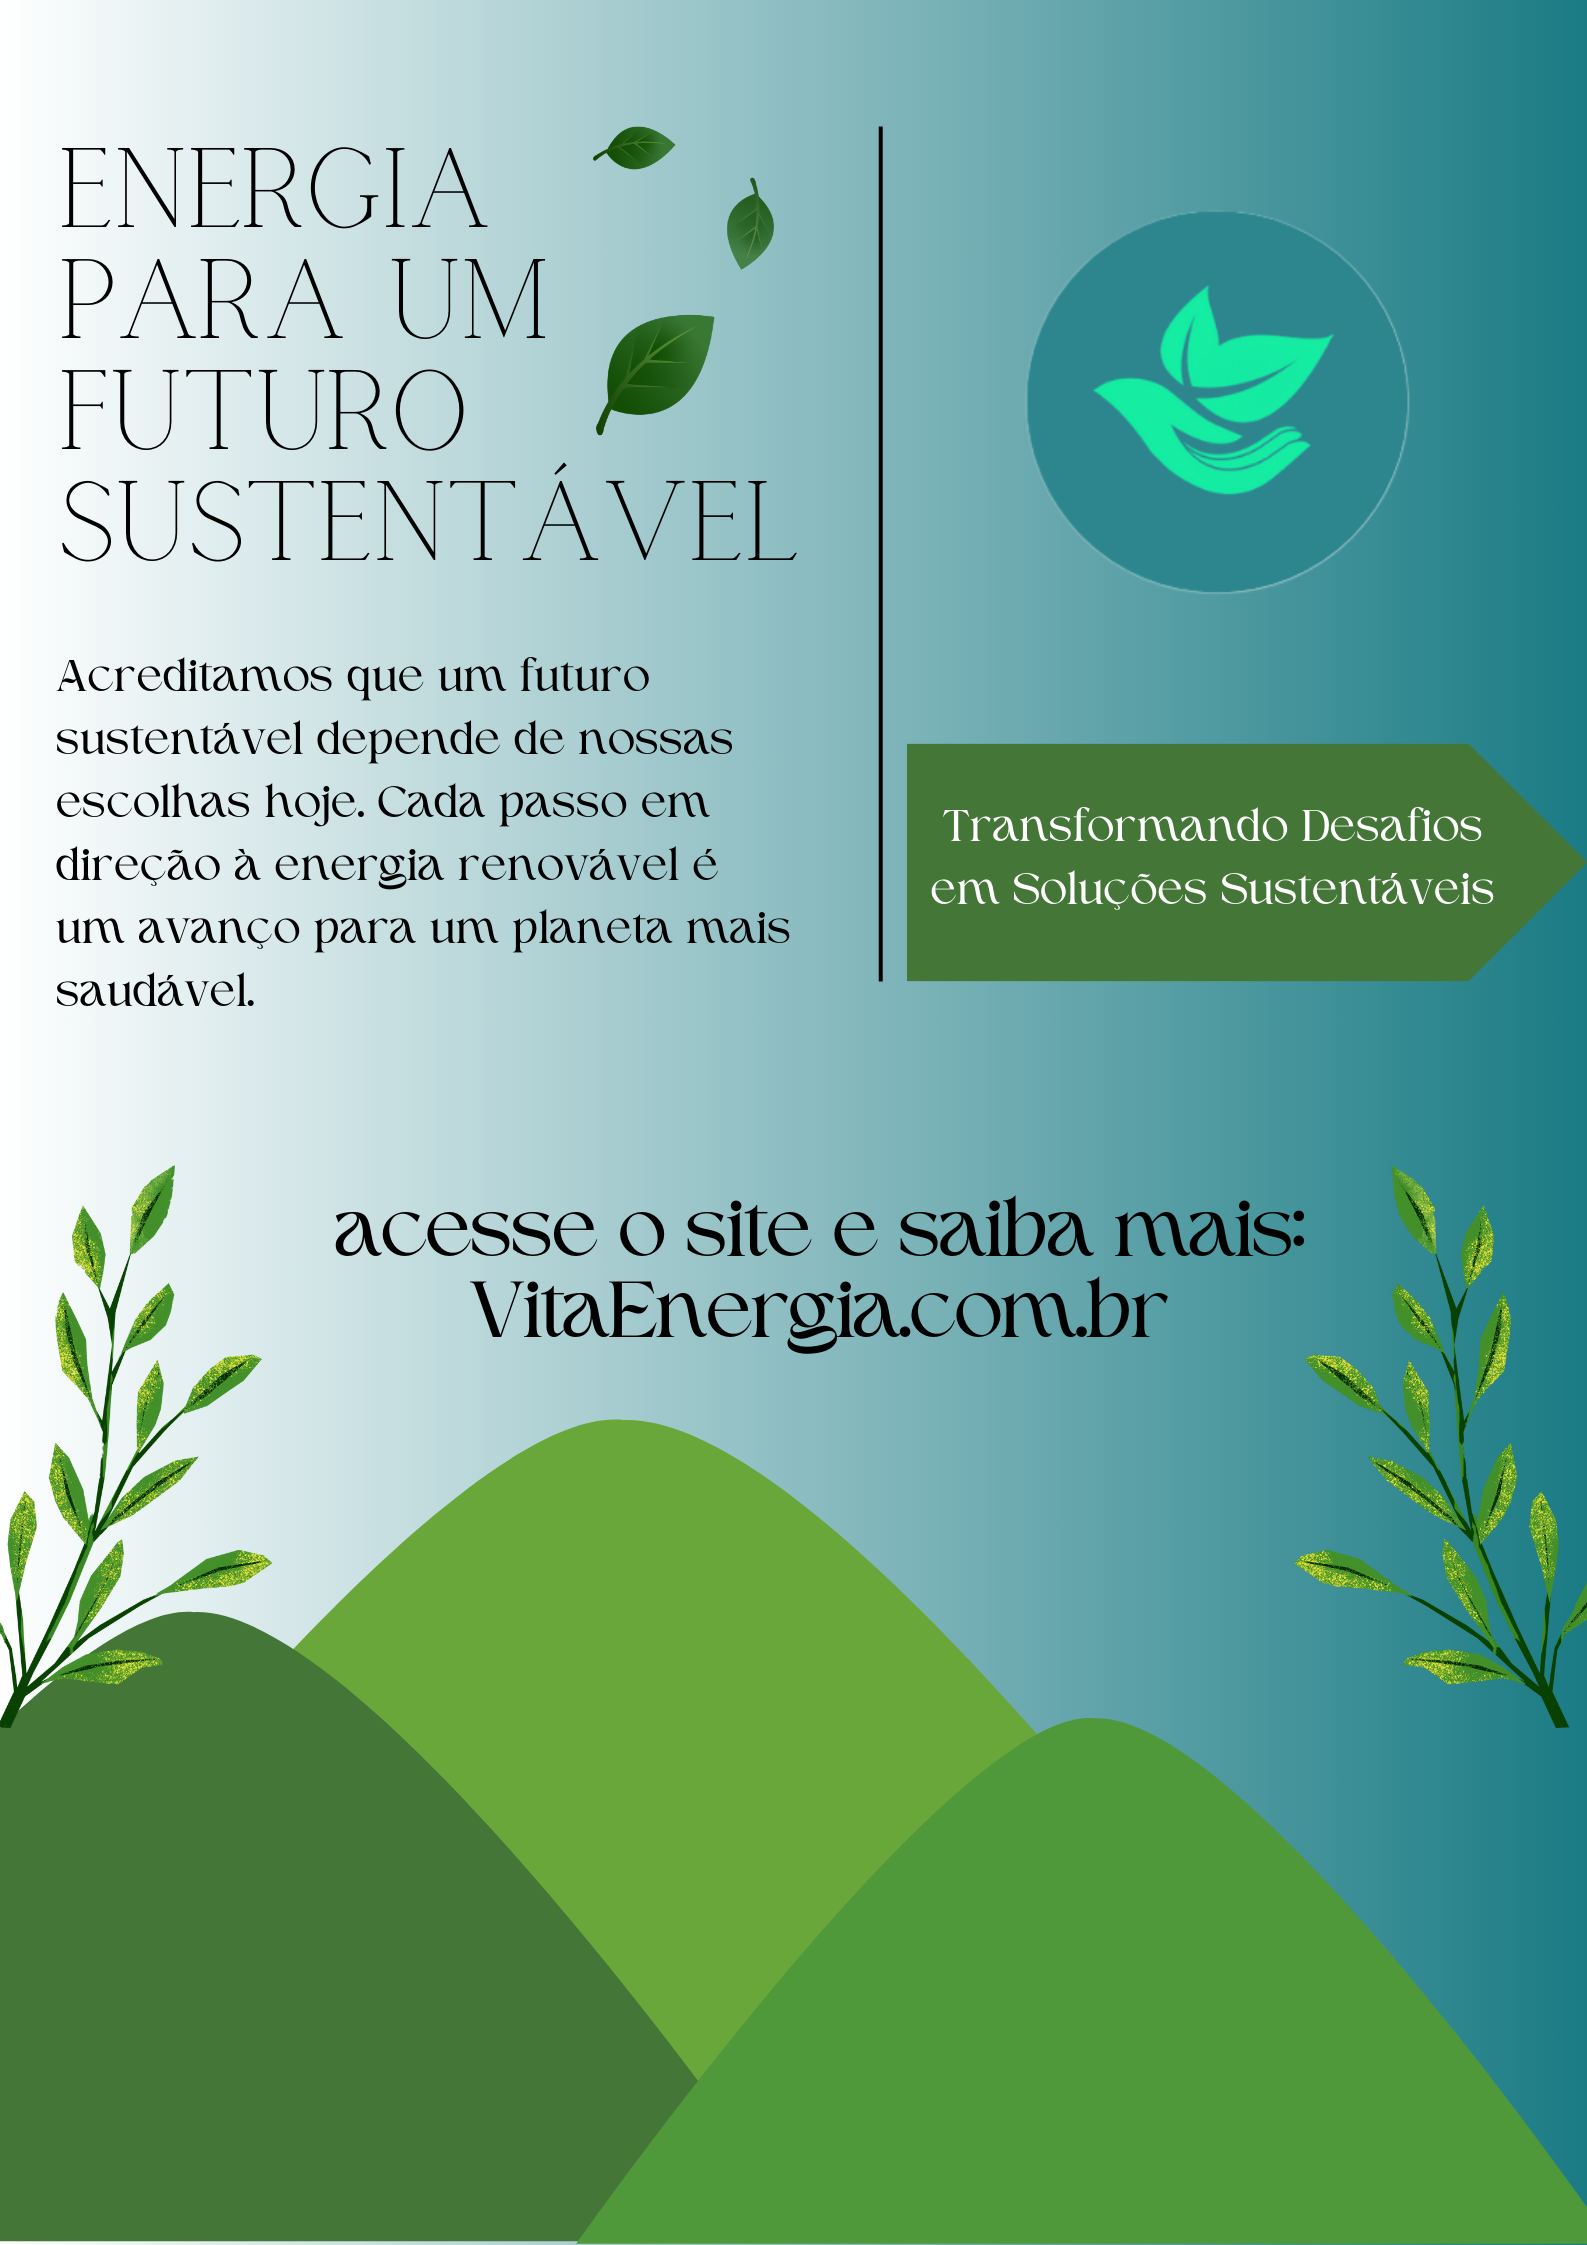 ENERGIA
PARA UM
FUTURO
SUSTENTÁVEL
Acreditamos que um futuro
sustentável depende de nossas
escolhas hoje. Cada passo em
direção à energia renovável é
um avanço para um planeta mais
saudável.
Transformando Desafios
em Soluções Sustentáveis
acesse o site e saiba mais:
VitaEnergia.com.br